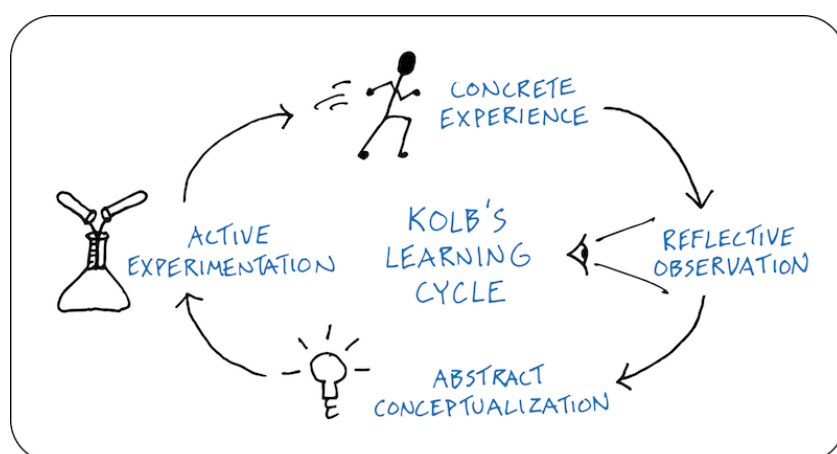 CONCRETE
EXPERIENCE
KOLB'S
LEARNING
CYCLE
REFLECTIVE
OBSERVATION
ABSTRACT
CONCEPTUALIZATION
ACTIVE
EXPERIMENTATION